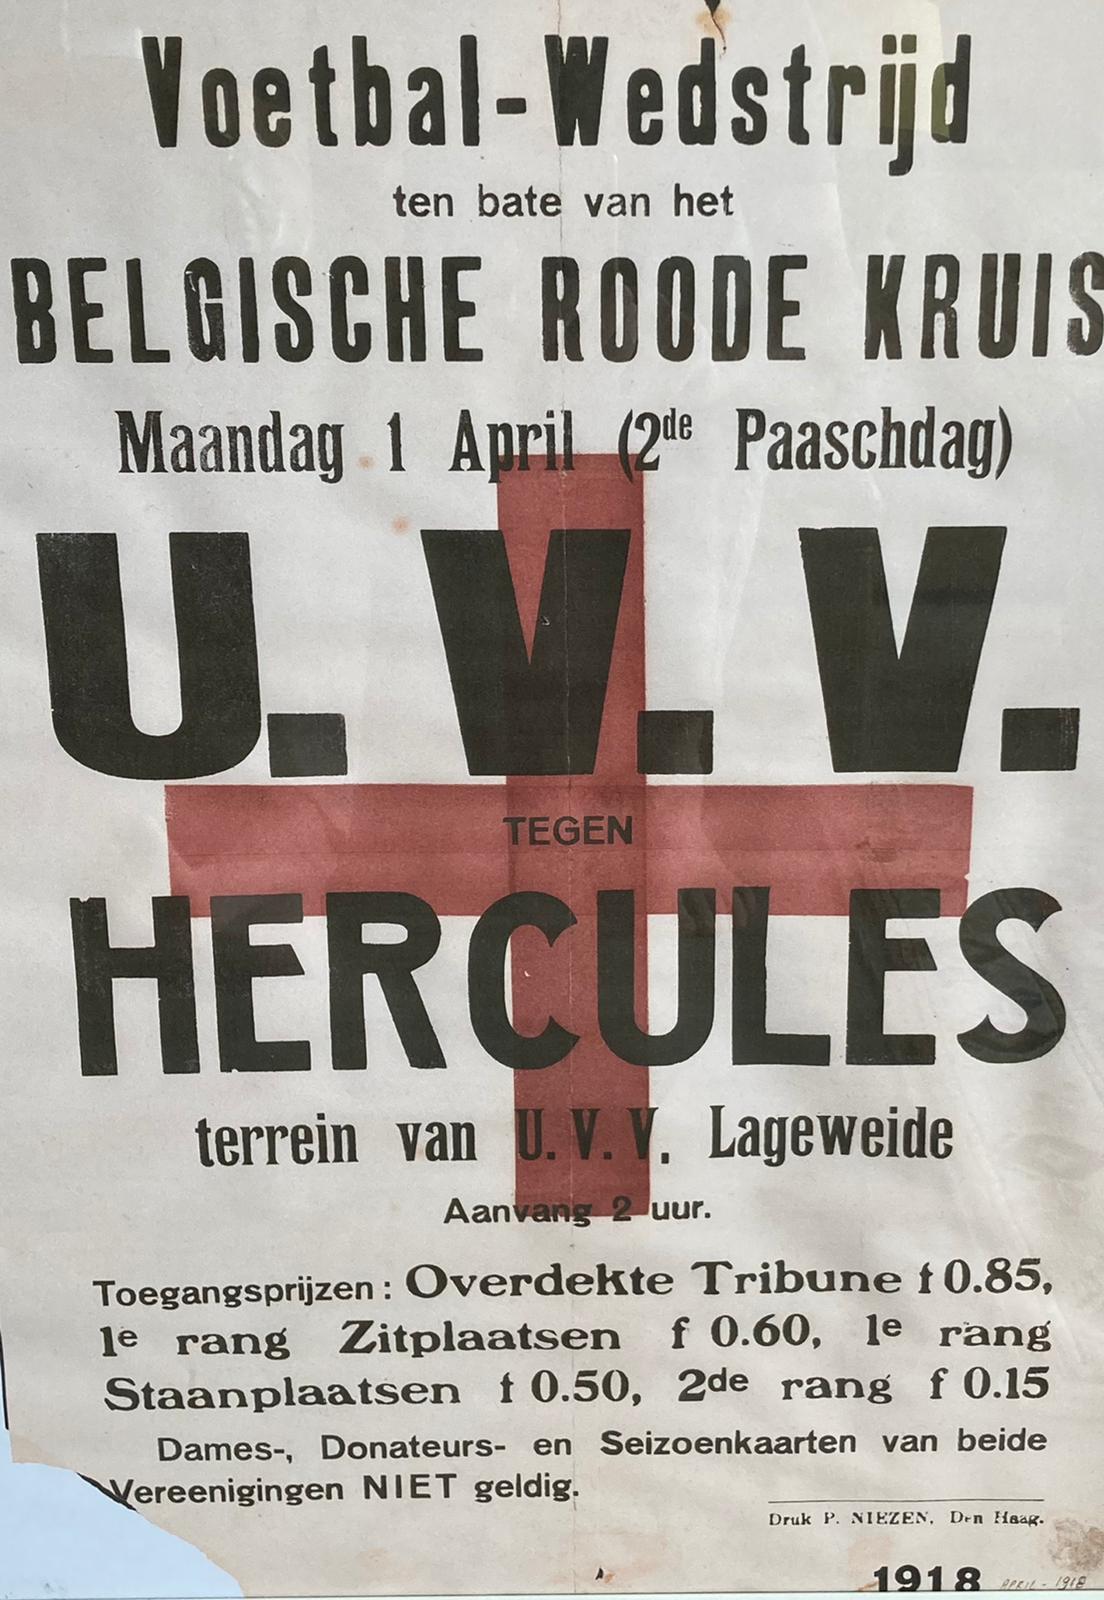 Voetbal-Wedstrijd
ten bate van het
BELGISCHE ROODE KRUIS
Maandag 1 April (2de Paaschdag)
U. V. V.
TEGEN
HERCULES
terrein van U. V. V. Lageweide
Aanvang 2 uur.
Toegangsprijzen: Overdekte Tribune f 0.85,
1e rang Zitplaatsen f 0.60, 1e rang
Staanplaatsen f 0.50, 2de rang f 0.15
Dames-, Donateurs- en Seizoenkaarten van beide
Vereenigingen NIET geldig.
Druk P. NIEZEN, Den Haag.
1918 APRIL - 1918